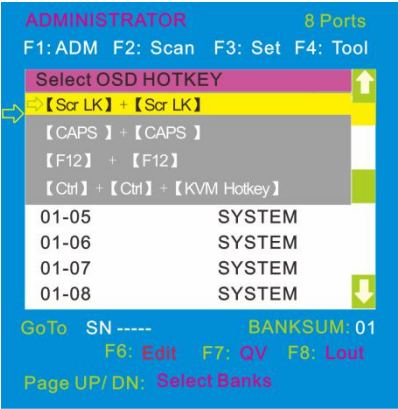 ADMINISTRATOR 8 Ports
F1: ADM F2: Scan F3: Set F4: Tool
Select OSD HOTKEY
【Scr LK】+【Scr LK】
【CAPS 】+【CAPS 】
【F12】 + 【F12】
【Ctrl】+【Ctrl】+【KVM Hotkey】
01-05 SYSTEM
01-06 SYSTEM
01-07 SYSTEM
01-08 SYSTEM
GoTo SN ----- BANKSUM: 01
F6: Edit F7: QV F8: Lout
Page UP/ DN: Select Banks